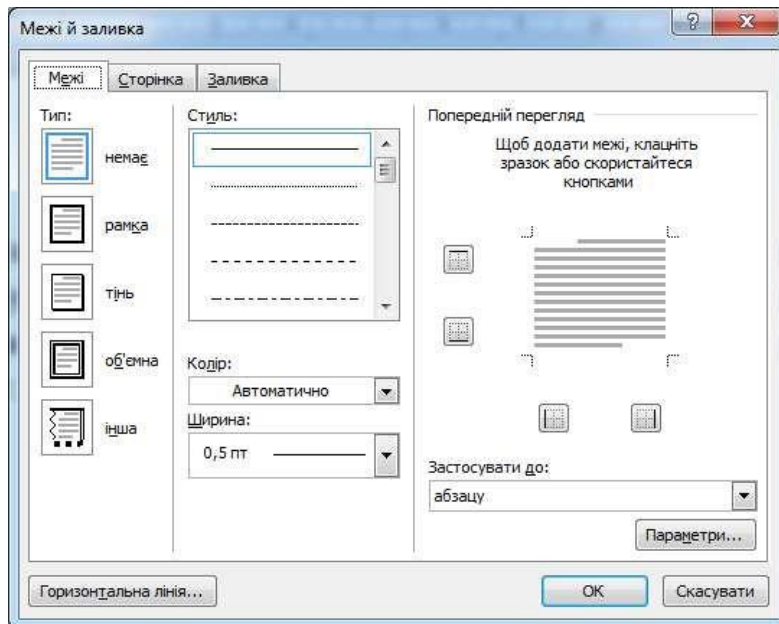 Межі й заливка
Межі
Сторінка
Заливка
Тип:
немає
рамка
тінь
об'ємна
інша
Стиль:
Колір:
Автоматично
Ширина:
0,5 пт
Попередній перегляд
Щоб додати межі, клацніть
зразок або скористайтеся
кнопками
Застосувати до:
абзацу
Параметри...
Горизонтальна лінія...
ОК
Скасувати